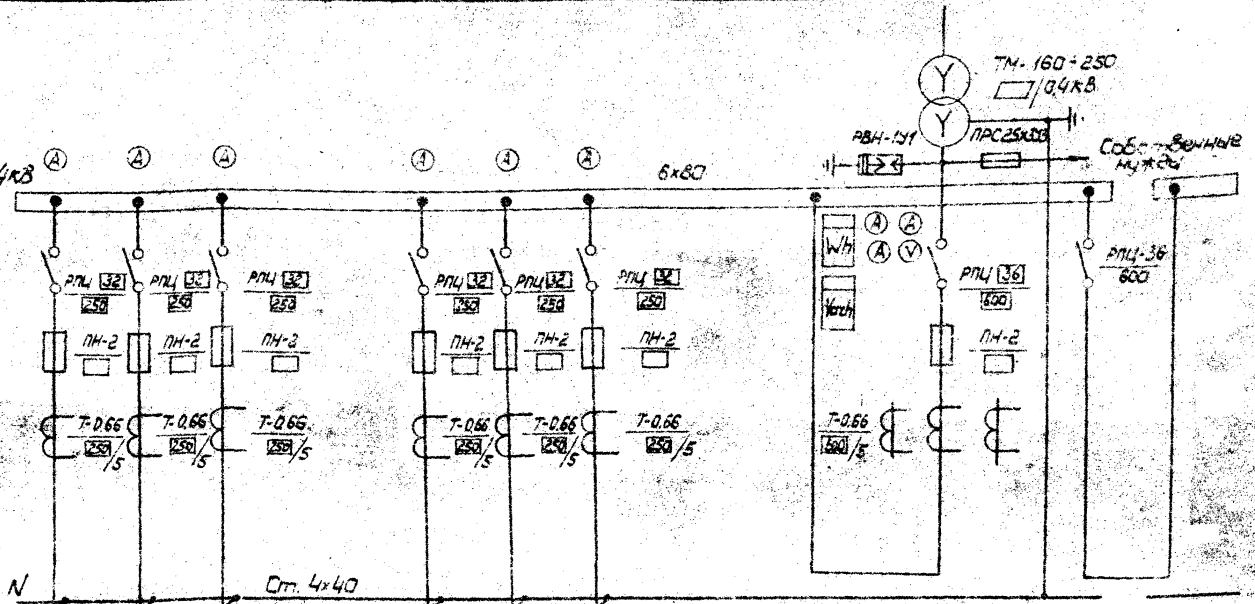 ТМ-160÷250
/0,4кВ
РВН-1У1
Собственные
нужды
4кВ
А
А
А
А
А
А
6х80
Wh
А
А
А
V
РПЦ 32
250
РПЦ 32
250
РПЦ 32
250
РПЦ 32
250
РПЦ 32
250
РПЦ 32
250
РПЦ 36
600
РПЦ-36
600
ПН-2
ПН-2
ПН-2
ПН-2
ПН-2
ПН-2
ПН-2
Т-0,66
250/5
Т-0,66
250/5
Т-0,66
250/5
Т-0,66
250/5
Т-0,66
250/5
Т-0,66
250/5
Т-0,66
600/5
N
Ст. 4х40
Y
Y